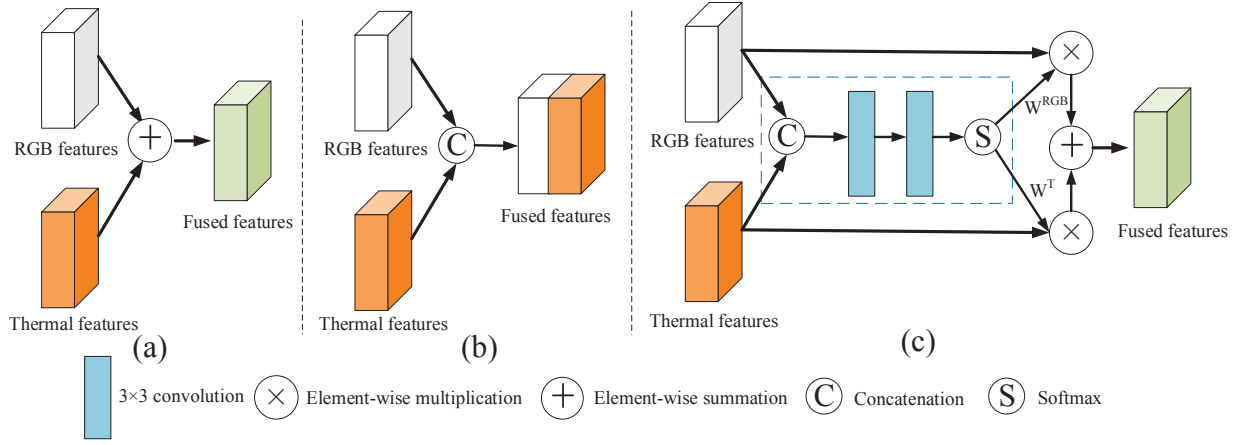 RGB features
+
Fused features
Thermal features
(a)
RGB features
C
Fused features
Thermal features
(b)
RGB features
C
S
W^RGB
W^T
×
+
×
Fused features
Thermal features
(c)
3×3 convolution
× Element-wise multiplication
+ Element-wise summation
C Concatenation
S Softmax